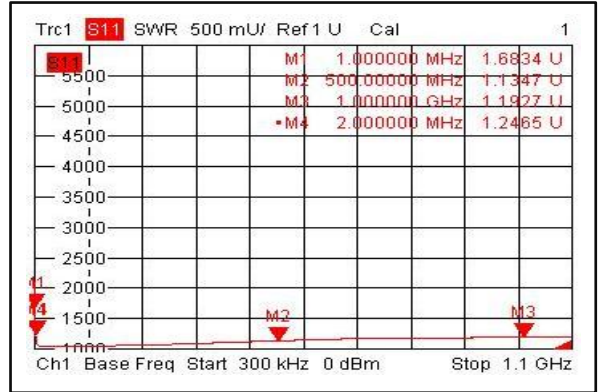 Trc1 S11 SWR 500 mU/ Ref 1 U Cal 1
S11
M1 1.000000 MHz 1.6834 U
M2 500.00000 MHz 1.1347 U
M3 1.000000 GHz 1.1927 U
•M4 2.000000 MHz 1.2465 U
5500
5000
4500
4000
3500
3000
2500
2000
1500
1000
M2
M3
Ch1 Base Freq Start 300 kHz 0 dBm Stop 1.1 GHz